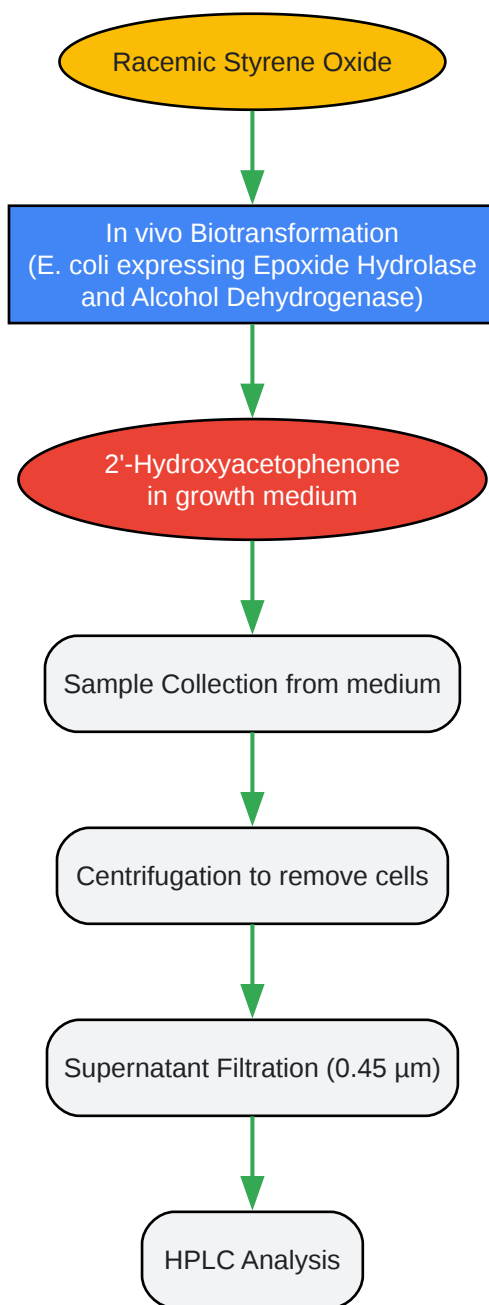 Racemic Styrene Oxide
In vivo Biotransformation
(E. coli expressing Epoxide Hydrolase
and Alcohol Dehydrogenase)
2'-Hydroxyacetophenone
in growth medium
Sample Collection from medium
Centrifugation to remove cells
Supernatant Filtration (0.45 µm)
HPLC Analysis